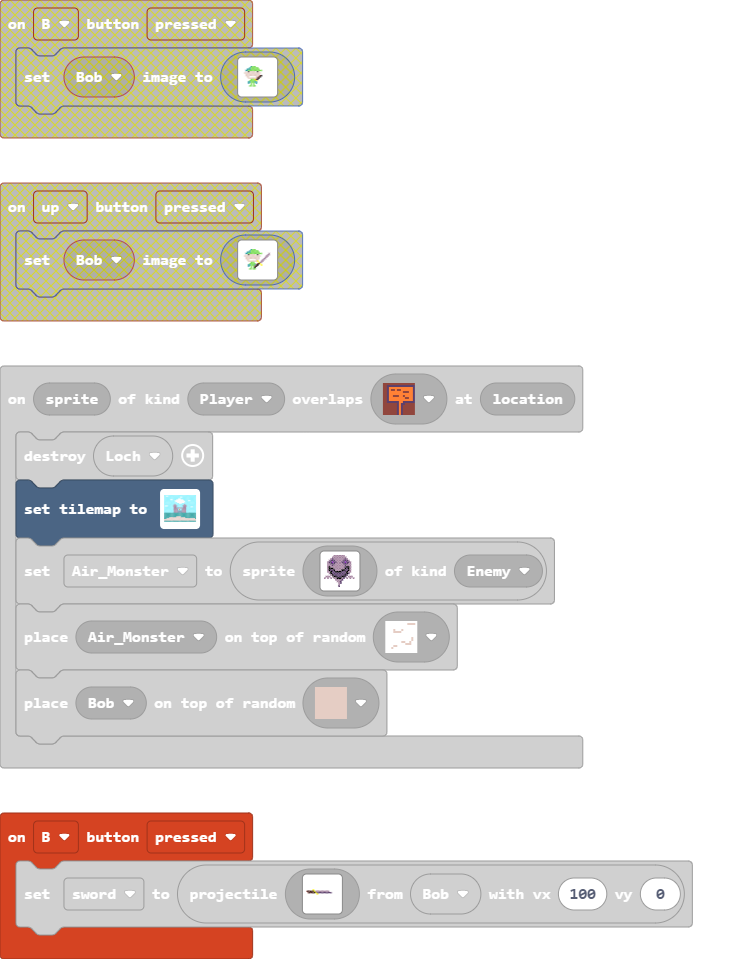 on B button pressed
set Bob image to
on up button pressed
set Bob image to
on sprite of kind Player overlaps at location
destroy Loch
set tilemap to
set Air_Monster to sprite of kind Enemy
place Air_Monster on top of random
place Bob on top of random
on B button pressed
set sword to projectile from Bob with vx 100 vy 0